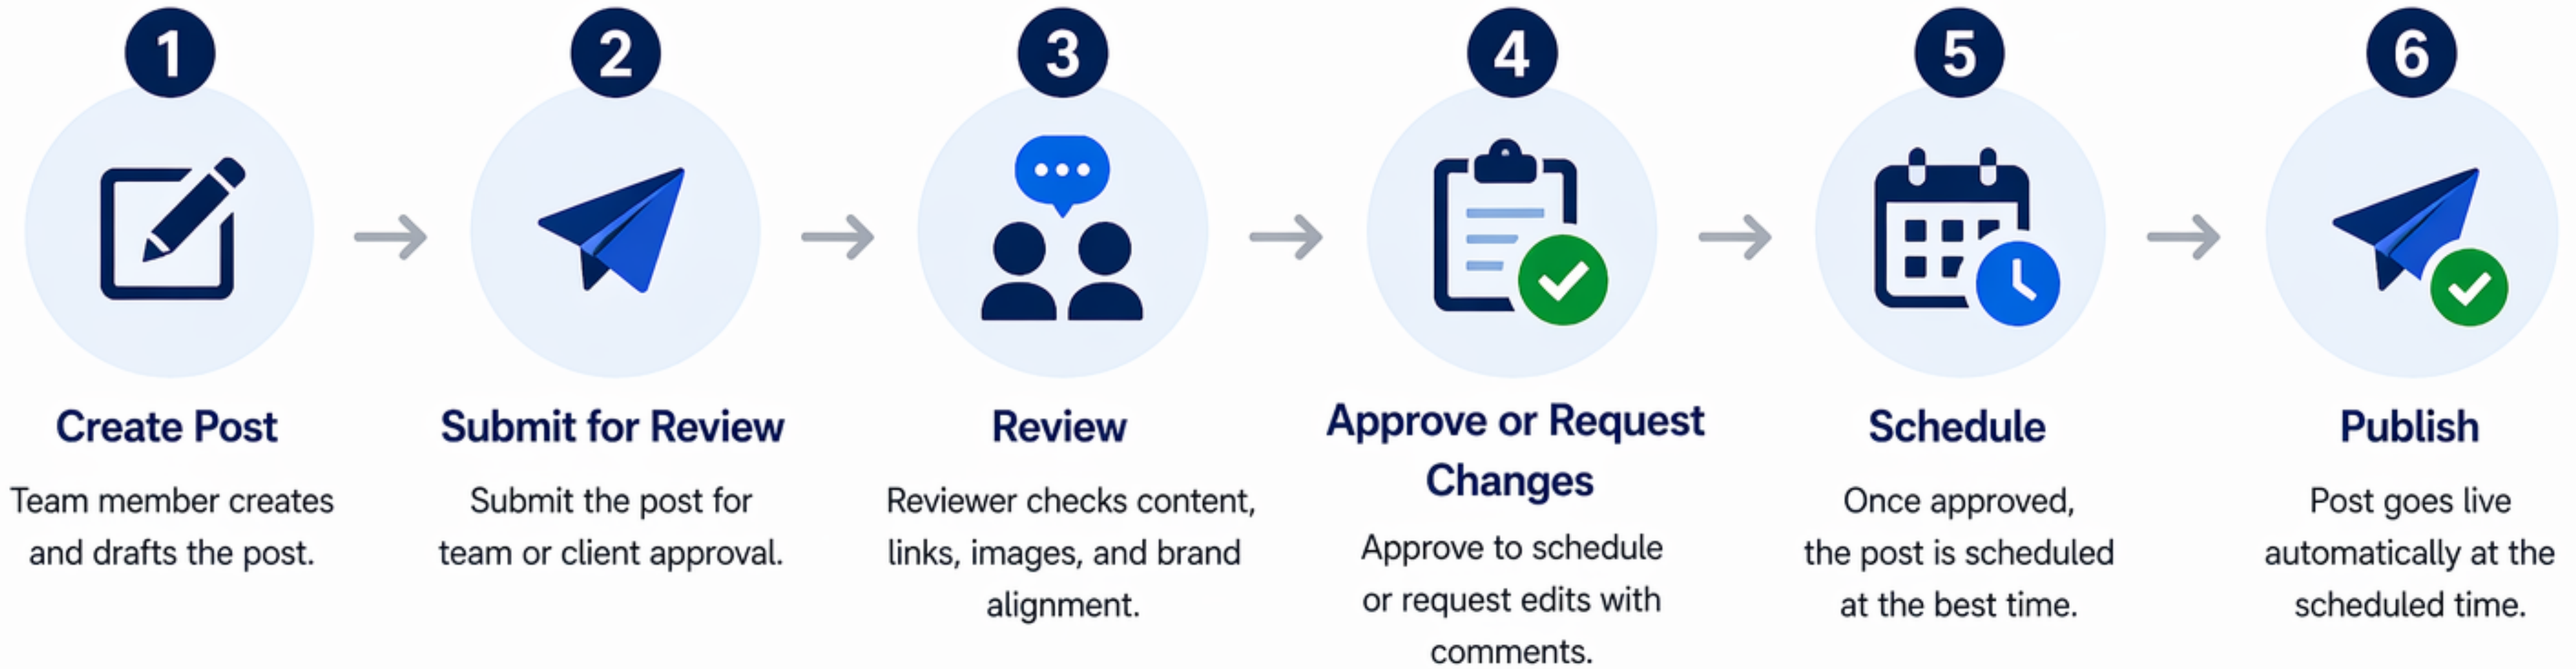 1
Create Post
Team member creates
and drafts the post.
2
Submit for Review
Submit the post for
team or client approval.
3
Review
Reviewer checks content,
links, images, and brand
alignment.
4
Approve or Request
Changes
Approve to schedule
or request edits with
comments.
5
Schedule
Once approved,
the post is scheduled
at the best time.
6
Publish
Post goes live
automatically at the
scheduled time.